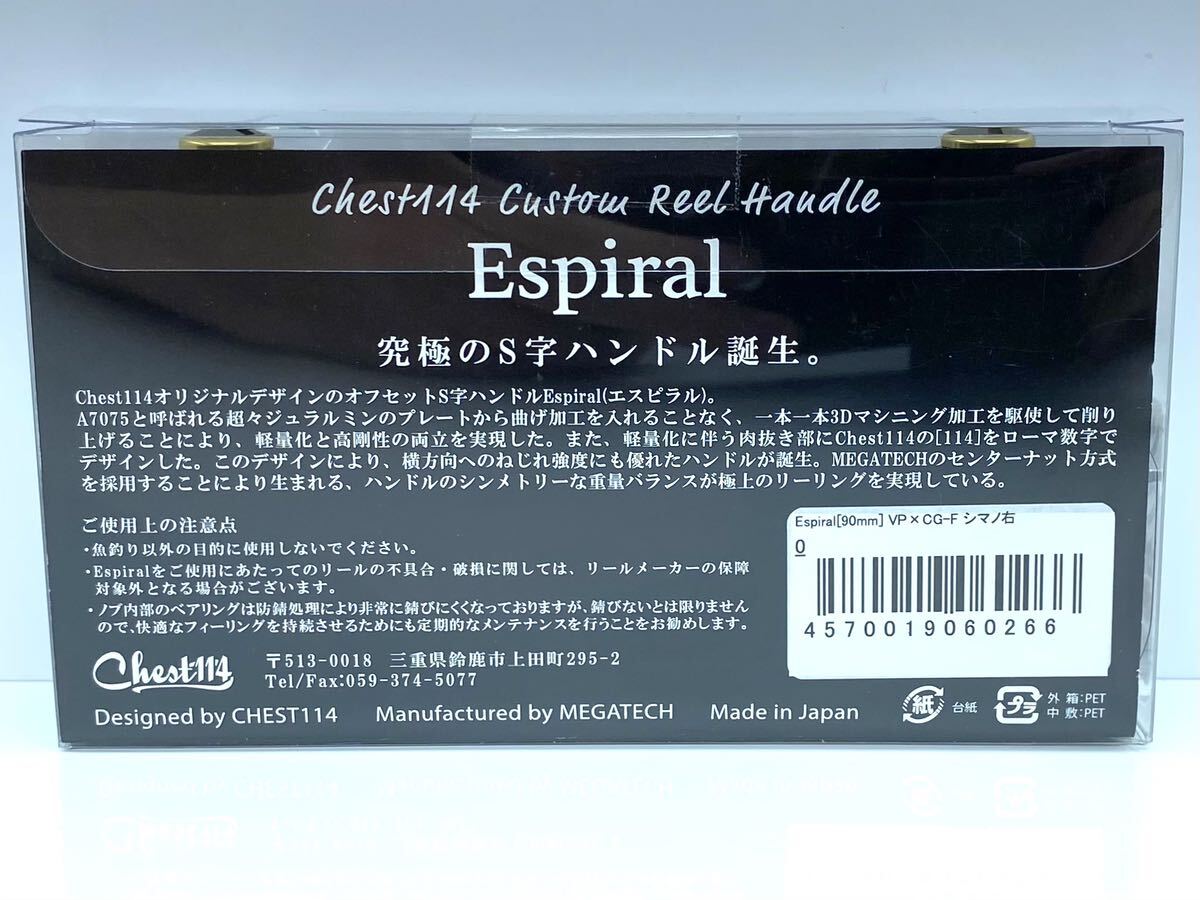 Chest114 Custom Reel Handle
Espiral
究極のS字ハンドル誕生。
Chest114オリジナルデザインのオフセットS字ハンドルEspiral(エスピラル)。
A7075と呼ばれる超々ジュラルミンのプレートから曲げ加工を入れることなく、一本一本3Dマシニング加工を駆使して削り
上げることにより、軽量化と高剛性の両立を実現した。また、軽量化に伴う肉抜き部にChest114の[114]をローマ数字で
デザインした。このデザインにより、横方向へのねじれ強度にも優れたハンドルが誕生。MEGATECHのセンターナット方式
を採用することにより生まれる、ハンドルのシンメトリーな重量バランスが極上のリーリングを実現している。
ご使用上の注意点
・魚釣り以外の目的に使用しないでください。
・Espiralをご使用にあたってのリールの不具合・破損に関しては、リールメーカーの保障
対象外となる場合がございます。
・ノブ内部のベアリングは防錆処理により非常に錆びにくくなっておりますが、錆びないとは限りません
ので、快適なフィーリングを持続させるためにも定期的なメンテナンスを行うことをお勧めします。
Espiral[90mm] VP×CG-F シマノ右
0
4570019060266
Chest114
〒513-0018 三重県鈴鹿市上田町295-2
Tel/Fax:059-374-5077
Designed by CHEST114 Manufactured by MEGATECH Made in Japan
紙 台紙 プラ 外 箱:PET
中 敷:PET